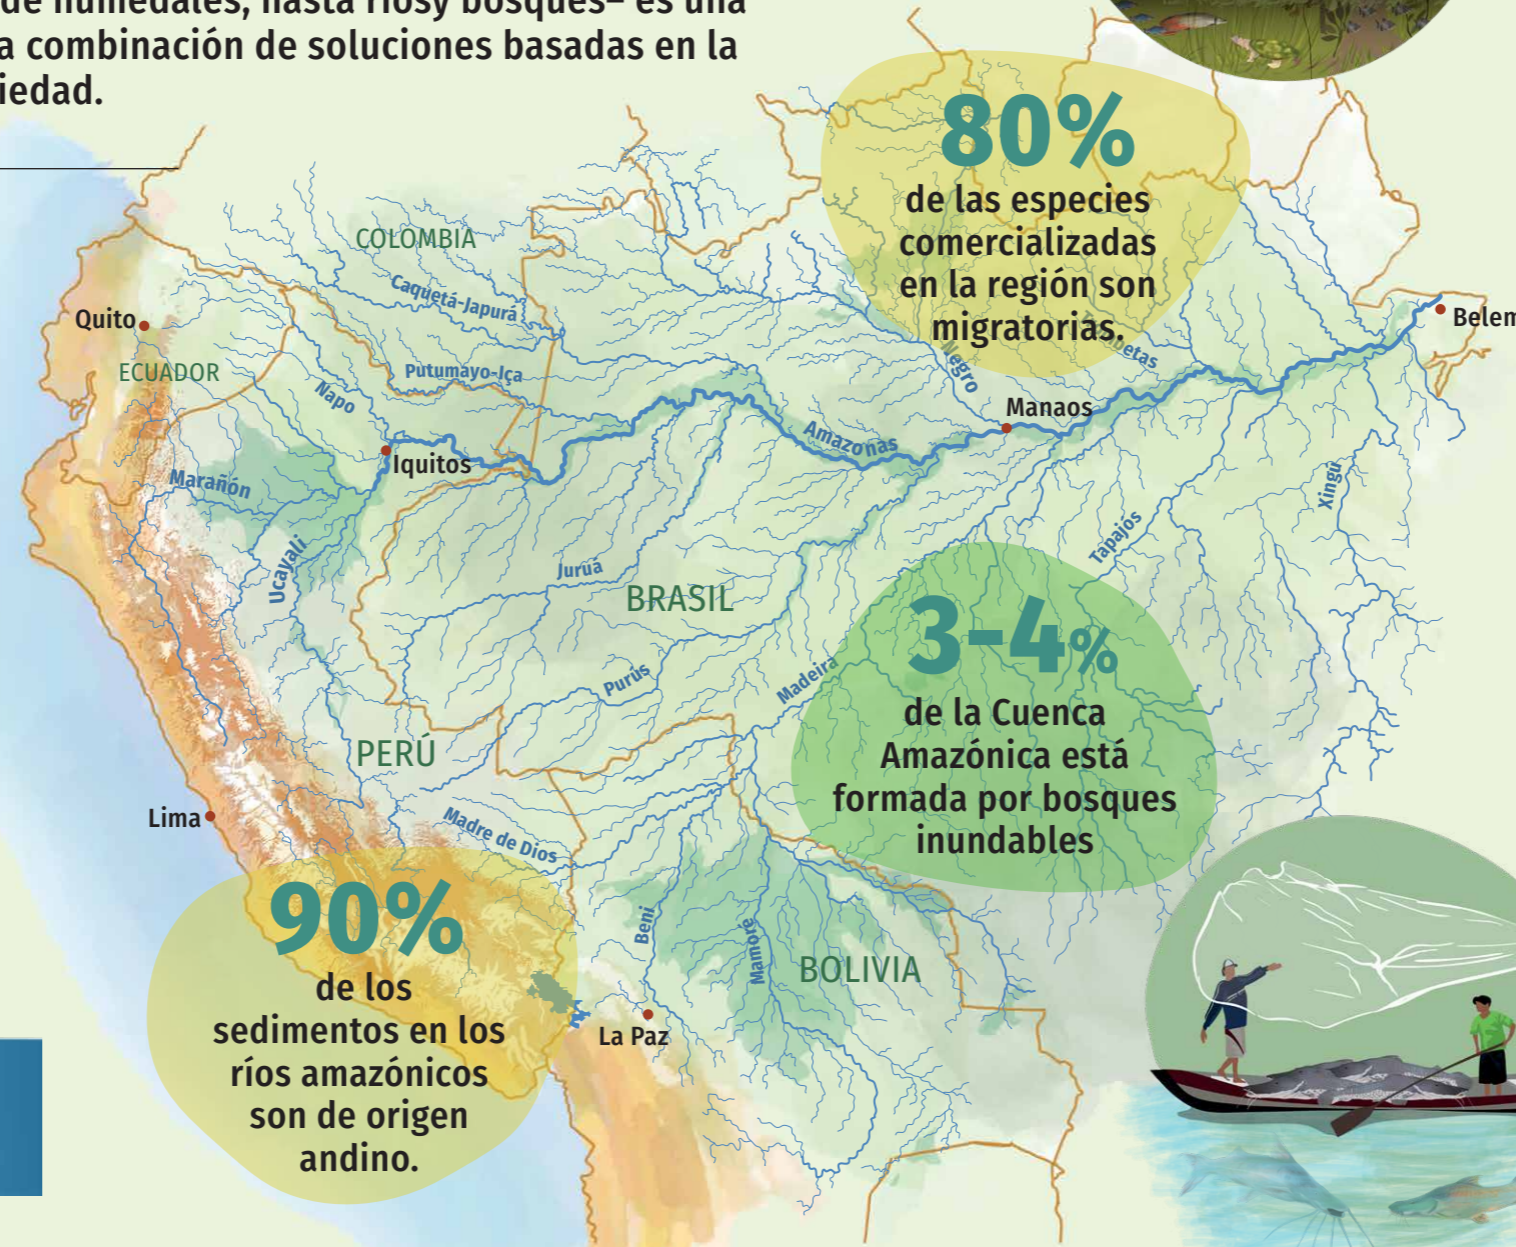 de humedales, hasta ríosy bosques– es una
a combinación de soluciones basadas en la
iedad.
80%
de las especies
comercializadas
en la región son
migratorias.
COLOMBIA
Caquetá-Japurá
Quito
ECUADOR
Putumayo-Iça
Napo
Negro
Belem
Manaos
Amazonas
Iquitos
Marañón
Xingú
Tapajós
Ucayali
Juruá
BRASIL
3-4%
de la Cuenca
Amazónica está
formada por bosques
inundables
Purús
Madeira
PERÚ
Lima
Madre de Dios
90%
de los
sedimentos en los
ríos amazónicos
son de origen
andino.
Beni
Mamoré
BOLIVIA
La Paz